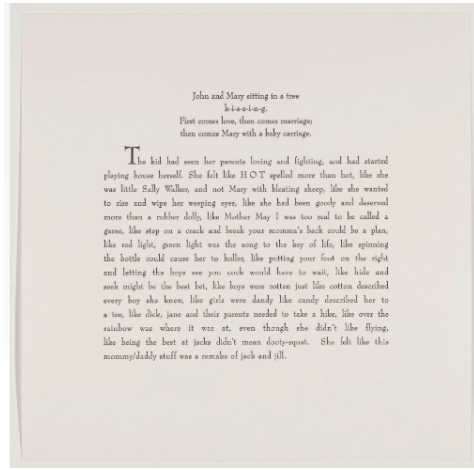 John and Mary sitting in a tree
k-i-s-s-i-n-g.
First comes love, then comes marriage;
then comes Mary with a baby carriage.
The kid had seen her parents loving and fighting, and had started
playing house herself. She felt like H O T spelled more than hot, like she
was little Sally Walker, and not Mary with bleating sheep, like she wanted
to rise and wipe her weeping eyes, like she had been goody and deserved
more than a rubber dolly, like Mother May I was too real to be called a
game, like step on a crack and break your momma's back could be a plan,
like red light, green light was the song to the key of life, like spinning
the bottle could cause her to holler, like putting your foot on the right
and letting the boys see you cook would have to wait, like hide and
seek might be the best bet, like boys were rotten just like cotton described
every boy she knew, like girls were dandy like candy described her to
a tee, like dick, jane and their parents needed to take a hike, like over the
rainbow was where it was at, even though she didn't like flying,
like being the best at jacks didn't mean dooty-squat. She felt like this
mommy/daddy stuff was a remake of jack and jill.